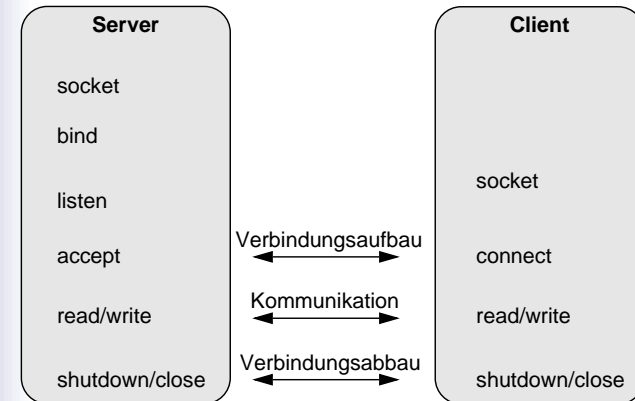 Server
Client
socket
bind
socket
listen
Verbindungsaufbau
accept
connect
Kommunikation
read/write
read/write
Verbindungsabbau
shutdown/close
shutdown/close